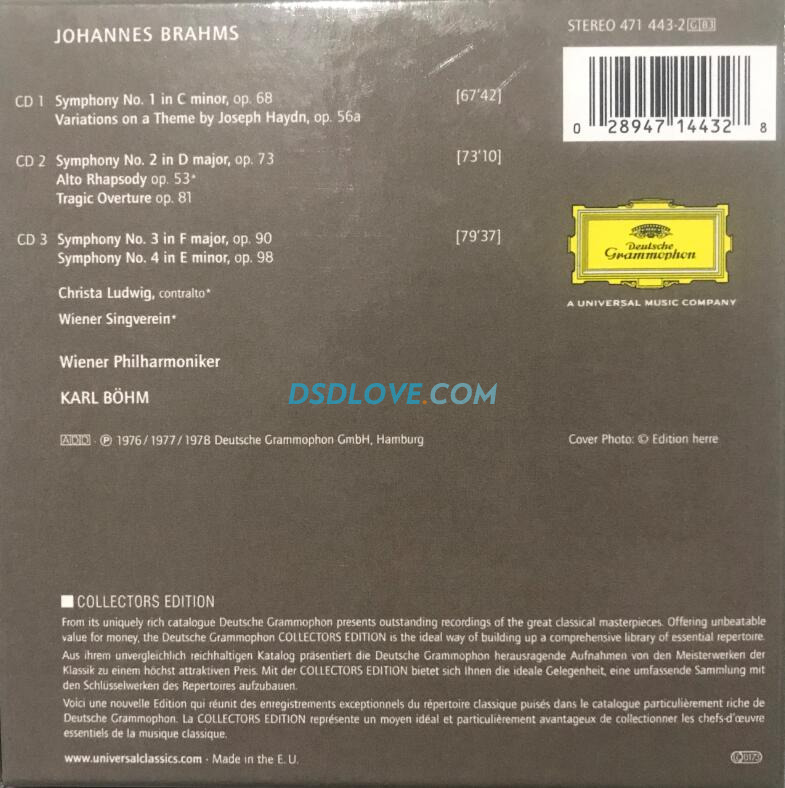 JOHANNES BRAHMS
STEREO 471 443-2 GB3
0 28947 14432 8
CD 1 Symphony No. 1 in C minor, op. 68 [67'42]
Variations on a Theme by Joseph Haydn, op. 56a
CD 2 Symphony No. 2 in D major, op. 73 [73'10]
Alto Rhapsody op. 53*
Tragic Overture op. 81
CD 3 Symphony No. 3 in F major, op. 90 [79'37]
Symphony No. 4 in E minor, op. 98
Deutsche
Grammophon
A UNIVERSAL MUSIC COMPANY
Christa Ludwig, contralto*
Wiener Singverein*
Wiener Philharmoniker
KARL BÖHM
DSDLOVE.COM
ADD · ℗ 1976/1977/1978 Deutsche Grammophon GmbH, Hamburg
Cover Photo: © Edition herre
COLLECTORS EDITION
From its uniquely rich catalogue Deutsche Grammophon presents outstanding recordings of the great classical masterpieces. Offering unbeatable
value for money, the Deutsche Grammophon COLLECTORS EDITION is the ideal way of building up a comprehensive library of essential repertoire.
Aus ihrem unvergleichlich reichhaltigen Katalog präsentiert die Deutsche Grammophon herausragende Aufnahmen von den Meisterwerken der
Klassik zu einem höchst attraktiven Preis. Mit der COLLECTORS EDITION bietet sich Ihnen die ideale Gelegenheit, eine umfassende Sammlung mit
den Schlüsselwerken des Repertoires aufzubauen.
Voici une nouvelle Edition qui réunit des enregistrements exceptionnels du répertoire classique puisés dans le catalogue particulièrement riche de
Deutsche Grammophon. La COLLECTORS EDITION représente un moyen idéal et particulièrement avantageux de collectionner les chefs-d'œuvre
essentiels de la musique classique.
www.universalclassics.com · Made in the E. U.